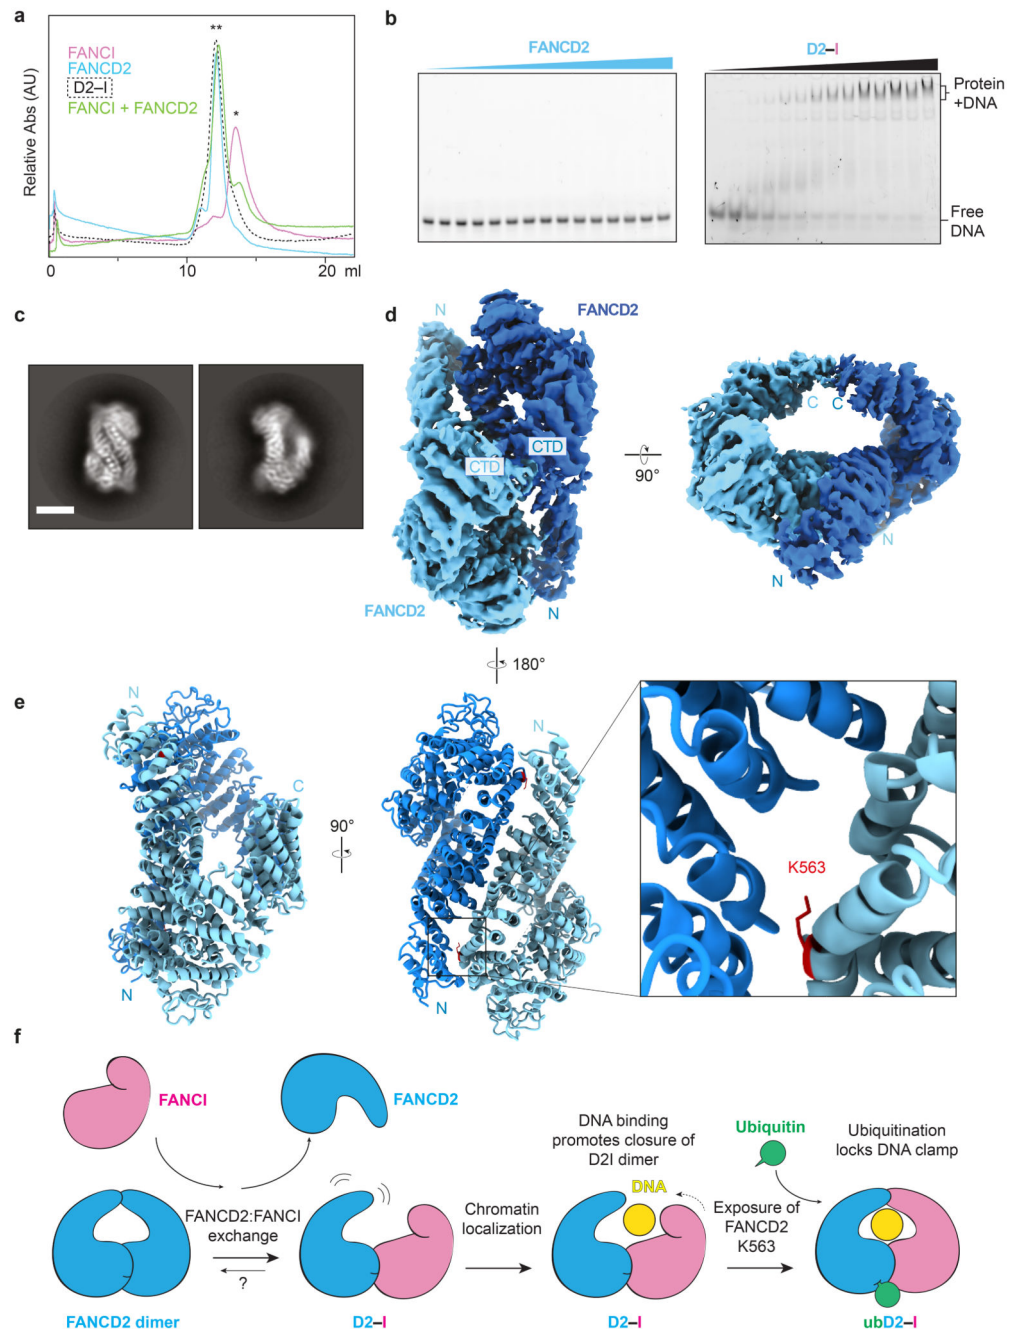 a
**
*
FANCI
FANCD2
D2–I
FANCI + FANCD2
Relative Abs (AU)
0
10
20
ml
b
FANCD2
D2–I
Protein
+DNA
Free
DNA
c
d
N
FANCD2
CTD
CTD
FANCD2
N
90°
C
C
N
N
180°
e
N
C
N
90°
N
N
K563
f
FANCI
FANCD2
FANCD2:FANCI
exchange
?
FANCD2 dimer
D2–I
Chromatin
localization
DNA binding
promotes closure of
D2I dimer
DNA
D2–I
Exposure of
FANCD2
K563
Ubiquitin
Ubiquitination
locks DNA clamp
ubD2–I